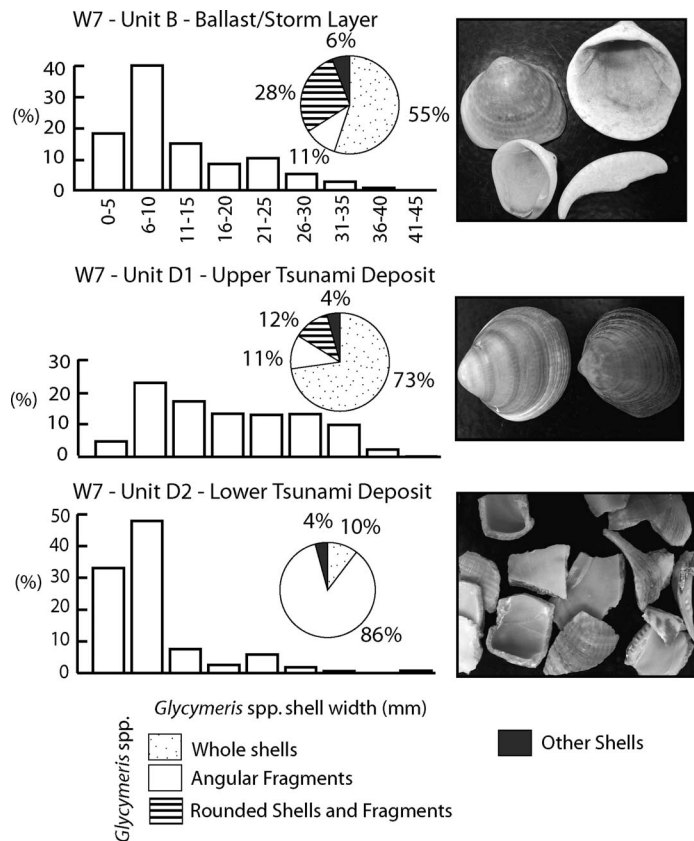 W7 - Unit B - Ballast/Storm Layer
6%
28%
55%
11%
40
30
(%)
20
10
0
0-5 6-10 11-15 16-20 21-25 26-30 31-35 36-40 41-45
W7 - Unit D1 - Upper Tsunami Deposit
4%
12%
11%
73%
30
20
(%)
10
0
W7 - Unit D2 - Lower Tsunami Deposit
4% 10%
86%
50
40
(%)
30
20
10
0
Glycymeris spp. shell width (mm)
Glycymeris spp.
Whole shells
Angular Fragments
Rounded Shells and Fragments
Other Shells